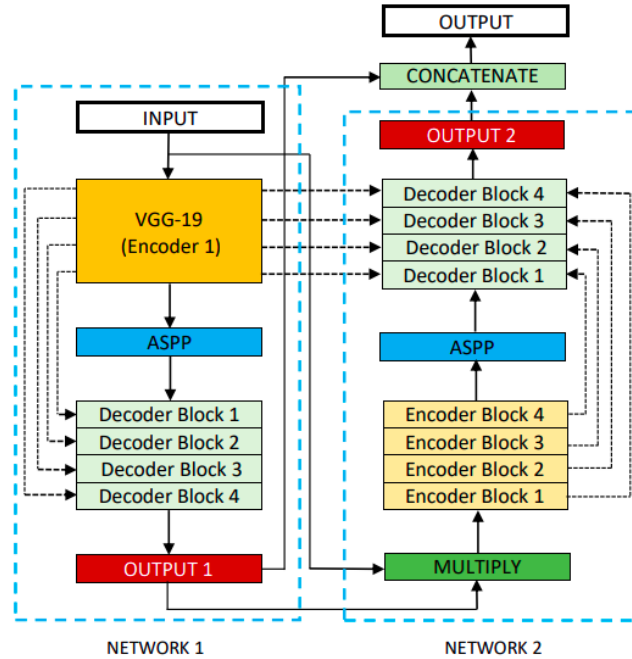 OUTPUT
CONCATENATE
INPUT
OUTPUT 2
VGG-19
(Encoder 1)
Decoder Block 4
Decoder Block 3
Decoder Block 2
Decoder Block 1
ASPP
ASPP
Decoder Block 1
Decoder Block 2
Decoder Block 3
Decoder Block 4
Encoder Block 4
Encoder Block 3
Encoder Block 2
Encoder Block 1
OUTPUT 1
MULTIPLY
NETWORK 1
NETWORK 2